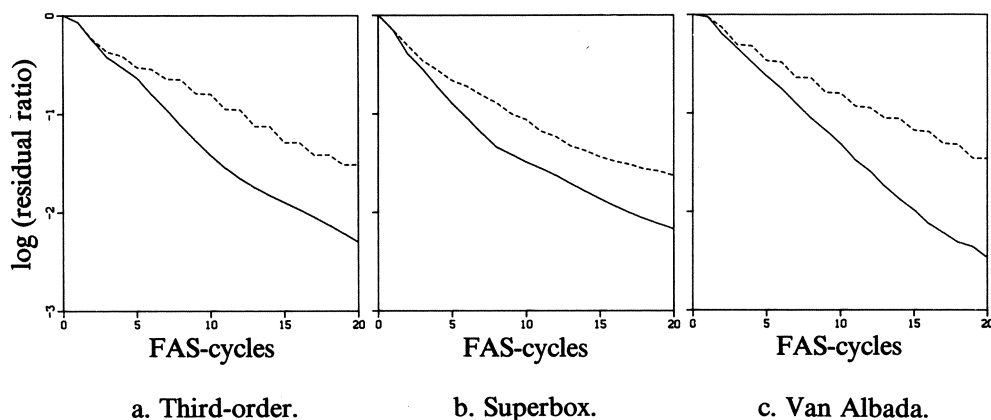 log (residual ratio)
0
-1
-2
-3
0 5 10 15 20
0 5 10 15 20
0 5 10 15 20
FAS-cycles
FAS-cycles
FAS-cycles
a. Third-order.
b. Superbox.
c. Van Albada.